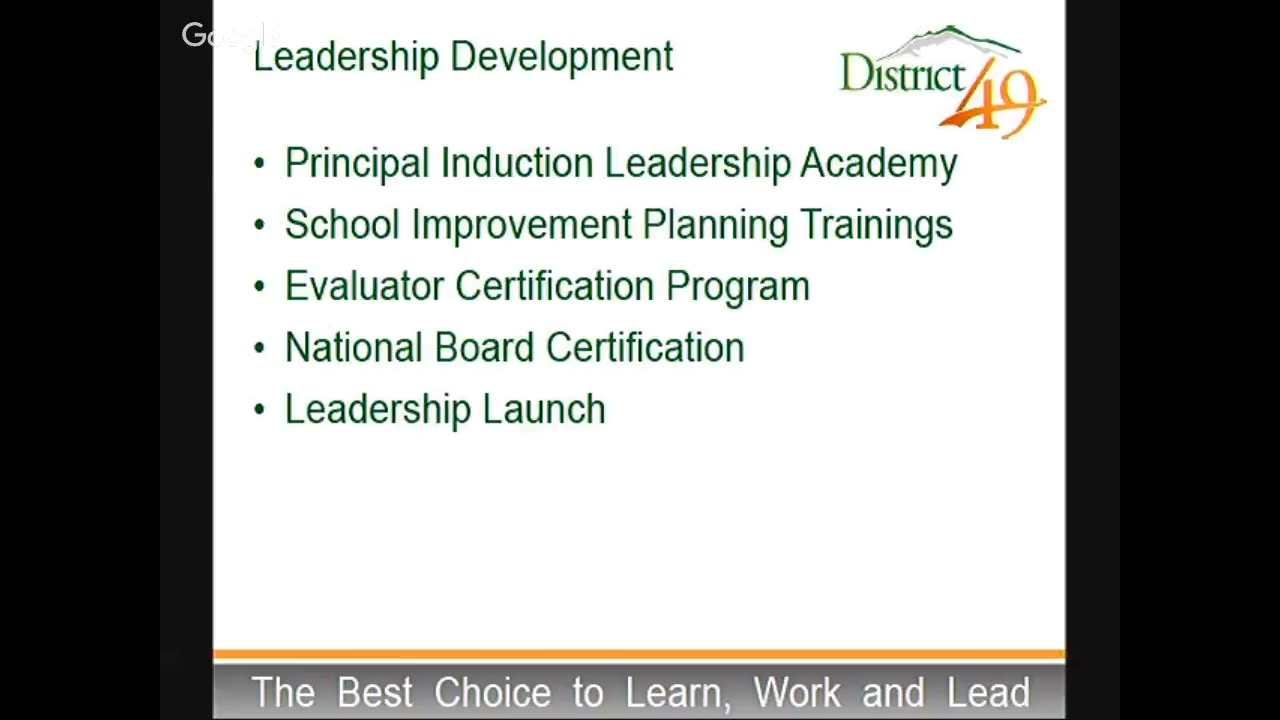 Google
Leadership Development
District 49
• Principal Induction Leadership Academy
• School Improvement Planning Trainings
• Evaluator Certification Program
• National Board Certification
• Leadership Launch
The Best Choice to Learn, Work and Lead